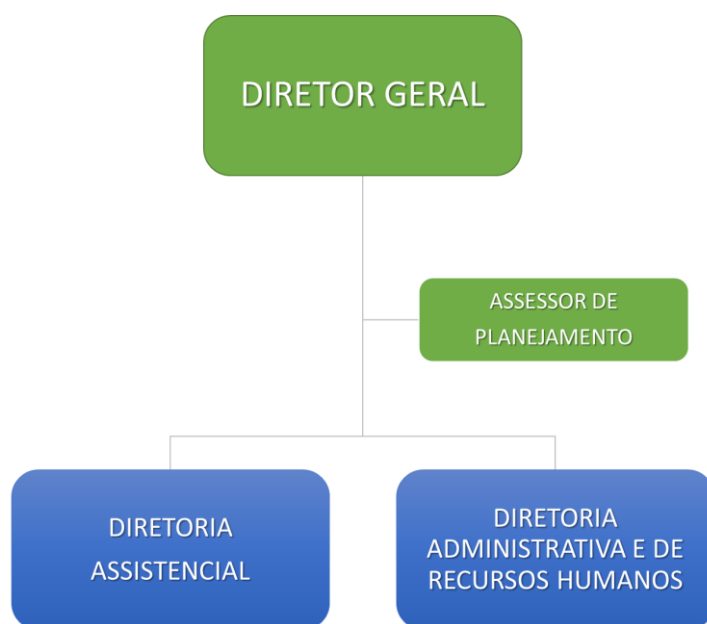 DIRETOR GERAL
ASSESSOR DE
PLANEJAMENTO
DIRETORIA
ASSISTENCIAL
DIRETORIA
ADMINISTRATIVA E DE
RECURSOS HUMANOS